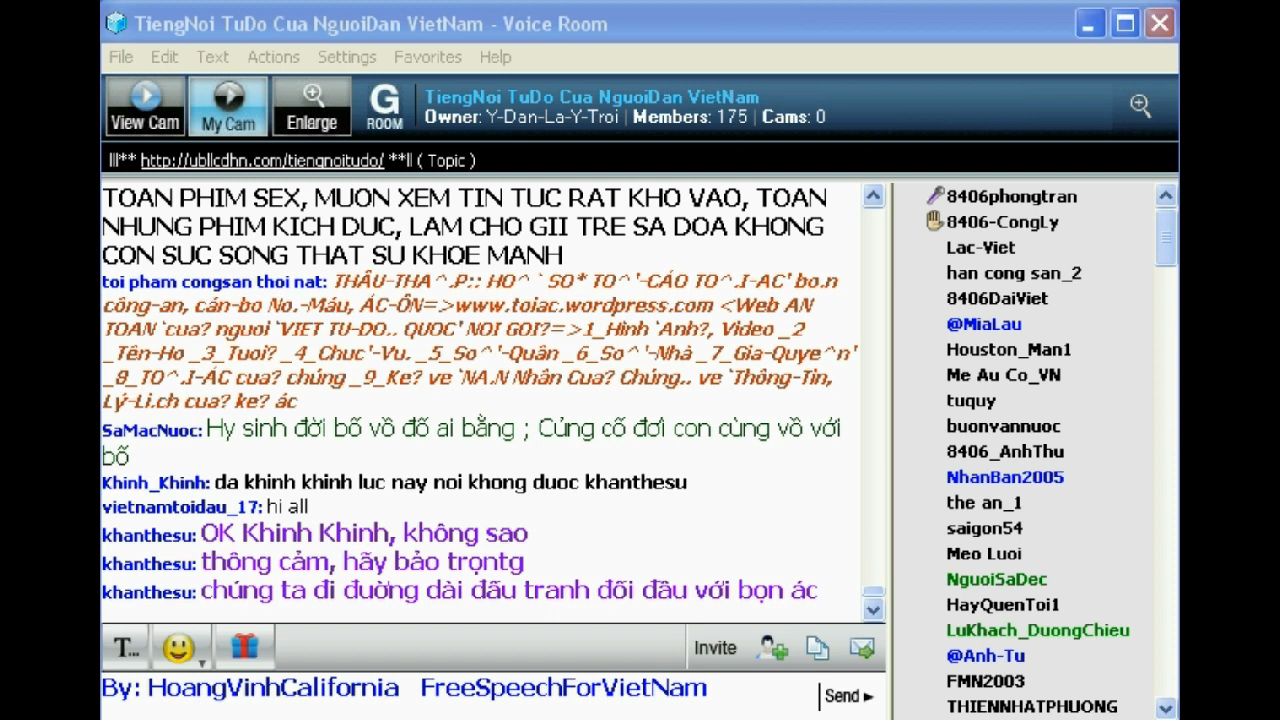 TiengNoi TuDo Cua NguoiDan VietNam - Voice Room
File Edit Text Actions Settings Favorites Help
View Cam My Cam Enlarge G ROOM
TiengNoi TuDo Cua NguoiDan VietNam
Owner: Y-Dan-La-Y-Troi | Members: 175 | Cams: 0
lll** http://ubllcdhn.com/tiengnoitudo/ **ll ( Topic )
TOAN PHIM SEX, MUON XEM TIN TUC RAT KHO VAO, TOAN
NHUNG PHIM KICH DUC, LAM CHO GII TRE SA DOA KHONG
CON SUC SONG THAT SU KHOE MANH
toi pham congsan thoi nat: THÂU-THA^.P:: HO^` SO* TO^'-CÁO TO^.I-AC' bo.n
công-an, cán-bo No.-Máu, ÁC-ÔN=>www.toiac.wordpress.com <Web AN
TOAN `cua? nguoi `VIET TU-DO.. QUOC' NOI GOI?=>1_Hinh `Anh?, Video _2
_Tên-Ho _3_Tuoi? _4_Chuc'-Vu. _5_So^'-Quân _6_So^'-Nhà _7_Gia-Quye^n'
_8_TO^.I-ÁC cua? chúng _9_Ke? ve `NA.N Nhân Cua? Chúng.. ve `Thông-Tin,
Lý-Li.ch cua? ke? ác
SaMacNuoc: Hy sinh đời bố vồ đố ai bằng ; Củng cố đơì con cùng vồ với
bố
Khinh_Khinh: da khinh khinh luc nay noi khong duoc khanthesu
vietnamtoidau_17: hi all
khanthesu: OK Khinh Khinh, không sao
khanthesu: thông cảm, hãy bảo trọntg
khanthesu: chúng ta đi đuờng dài đấu tranh đối đầu với bọn ác
T... Invite
By: HoangVinhCalifornia FreeSpeechForVietNam
Send
8406phongtran
8406-CongLy
Lac-Viet
han cong san_2
8406DaiViet
@MiaLau
Houston_Man1
Me Au Co_VN
tuquy
buonvannuoc
8406_AnhThu
NhanBan2005
the an_1
saigon54
Meo Luoi
NguoiSaDec
HayQuenToi1
LuKhach_DuongChieu
@Anh-Tu
FMN2003
THIENNHATPHUONG